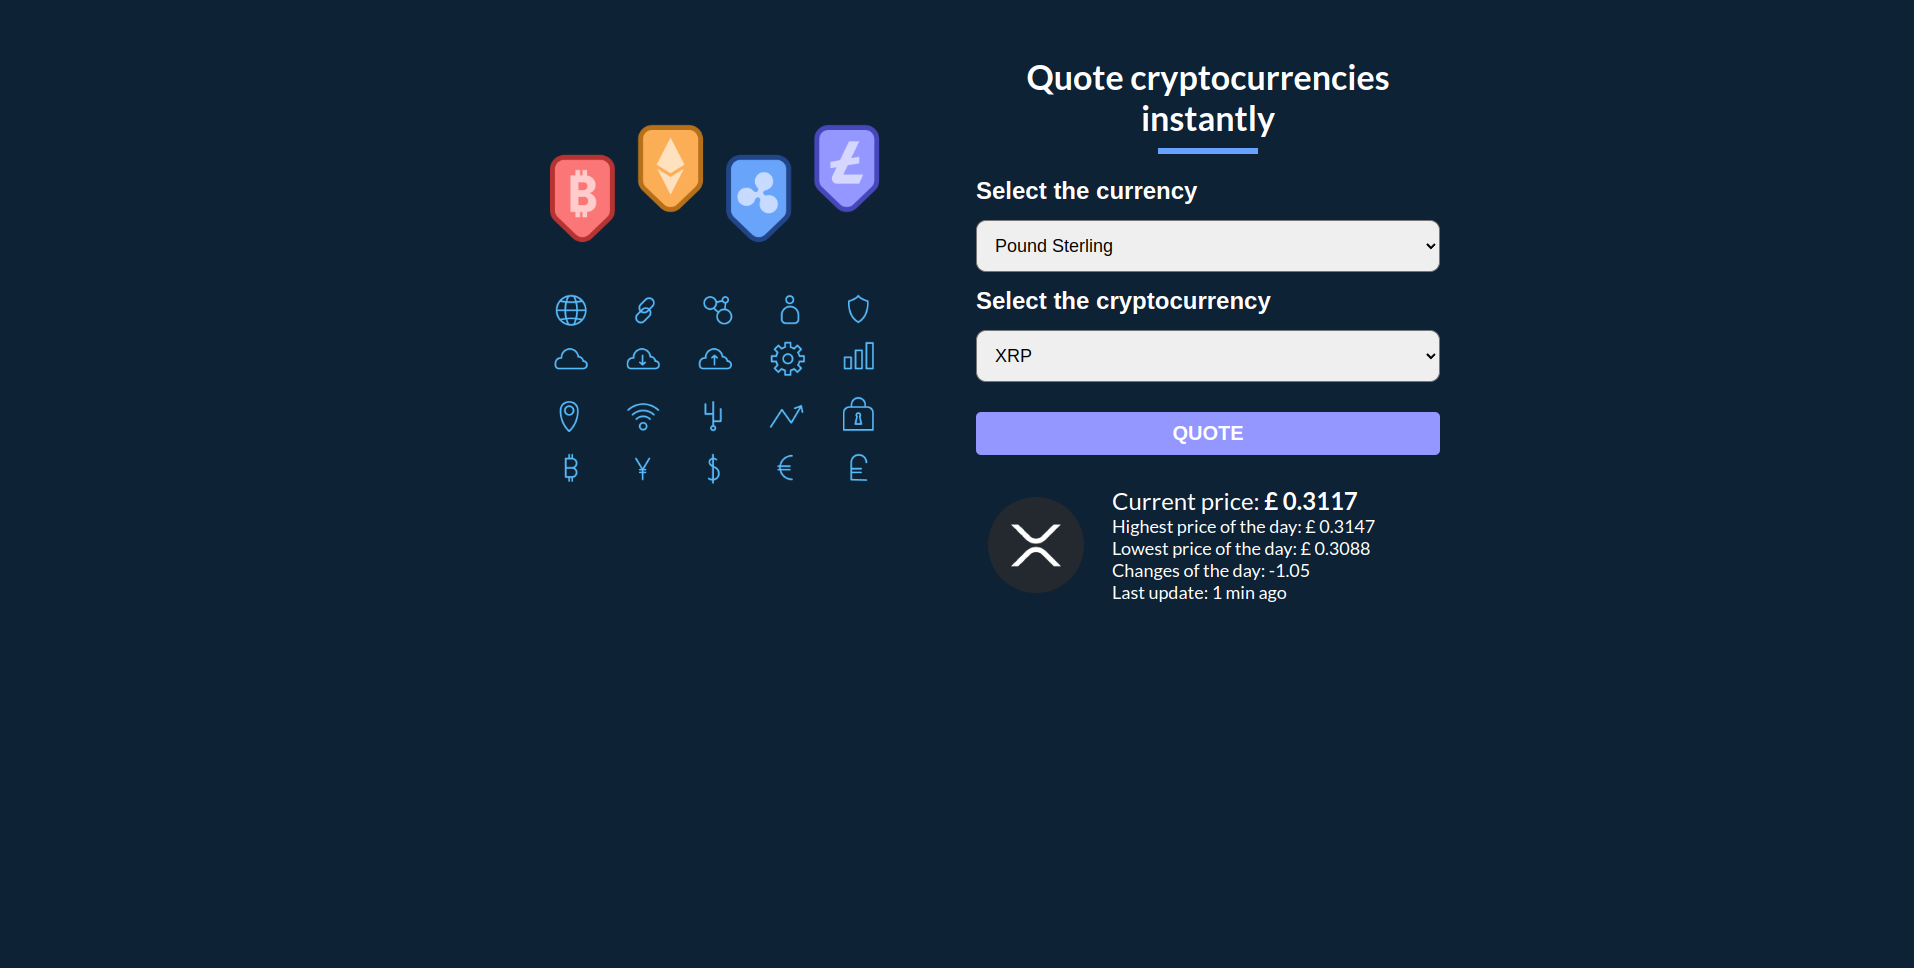 Quote cryptocurrencies
instantly
Select the currency
Pound Sterling
Select the cryptocurrency
XRP
QUOTE
Current price: £ 0.3117
Highest price of the day: £ 0.3147
Lowest price of the day: £ 0.3088
Changes of the day: -1.05
Last update: 1 min ago